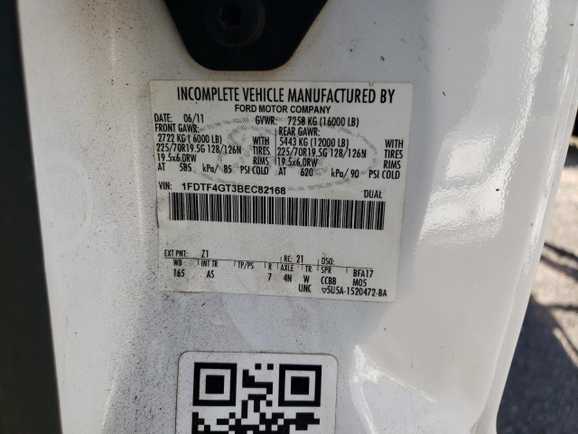 INCOMPLETE VEHICLE MANUFACTURED BY
FORD MOTOR COMPANY
DATE: 06/11 GVWR: 7258 KG (16000 LB)
FRONT GAWR: REAR GAWR:
2722 KG ( 6000 LB) WITH 5443 KG (12000 LB) WITH
225/70R19.5G 128/126N TIRES 225/70R19.5G 128/126N TIRES
19.5x6.0RW RIMS 19.5x6.0RW RIMS
AT 585 kPa/ 85 PSI COLD AT 620 kPa/ 90 PSI COLD
VIN: 1FDTF4GT3BEC82168 DUAL
EXT PNT: Z1 RC: 21 DSO:
WB INT TR TP/PS R AXLE TR SPR BFA17
165 AS 7 4N W CCBB M05
UNC ▽5U5A-1520472-BA